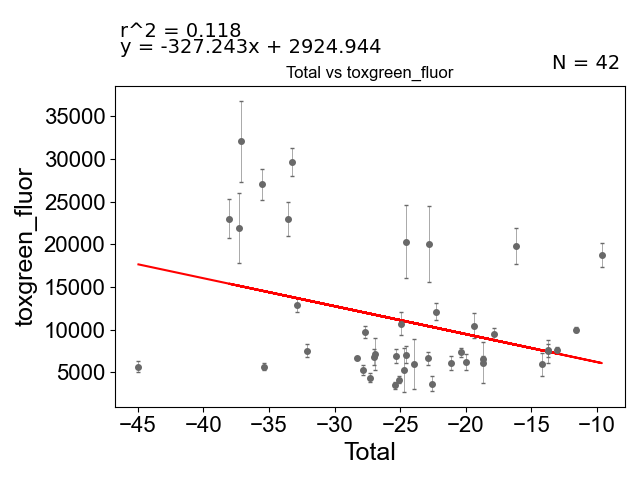 r^2 = 0.118
y = -327.243x + 2924.944
N = 42
Total vs toxgreen_fluor
35000
30000
25000
20000
15000
10000
5000
toxgreen_fluor
−45 −40 −35 −30 −25 −20 −15 −10
Total